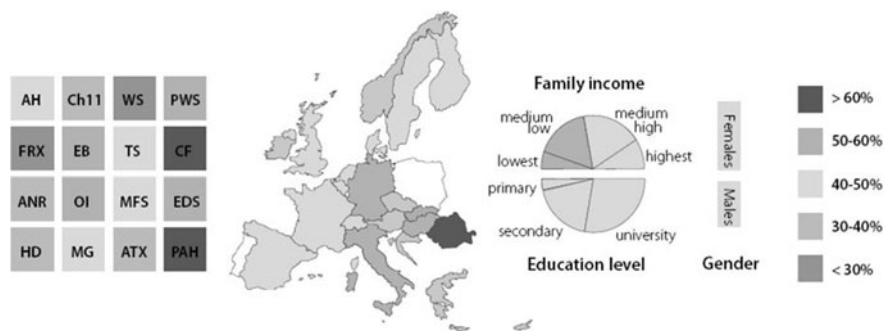 AH Ch11 WS PWS
FRX EB TS CF
ANR OI MFS EDS
HD MG ATX PAH
Family income
medium
low
medium
high
lowest
highest
primary
secondary
university
Education level
Females
Males
Gender
> 60%
50-60%
40-50%
30-40%
< 30%